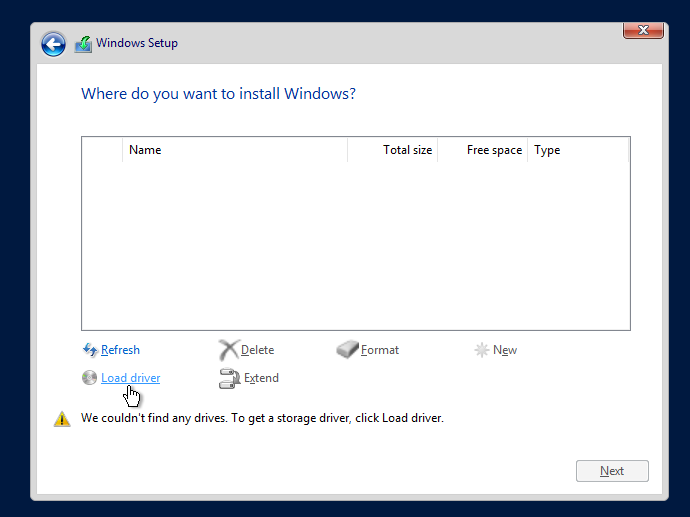 Windows Setup
Where do you want to install Windows?
Name Total size Free space Type
Refresh Delete Format New
Load driver Extend
We couldn't find any drives. To get a storage driver, click Load driver.
Next